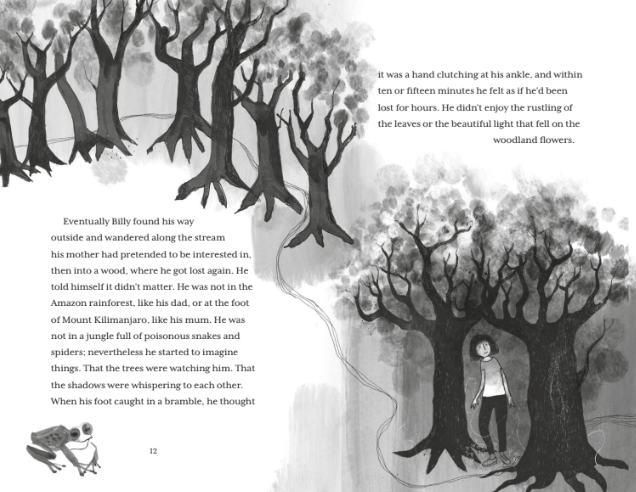 Eventually Billy found his way
outside and wandered along the stream
his mother had pretended to be interested in,
then into a wood, where he got lost again. He
told himself it didn't matter. He was not in the
Amazon rainforest, like his dad, or at the foot
of Mount Kilimanjaro, like his mum. He was
not in a jungle full of poisonous snakes and
spiders; nevertheless he started to imagine
things. That the trees were watching him. That
the shadows were whispering to each other.
When his foot caught in a bramble, he thought
12
it was a hand clutching at his ankle, and within
ten or fifteen minutes he felt as if he'd been
lost for hours. He didn't enjoy the rustling of
the leaves or the beautiful light that fell on the
woodland flowers.